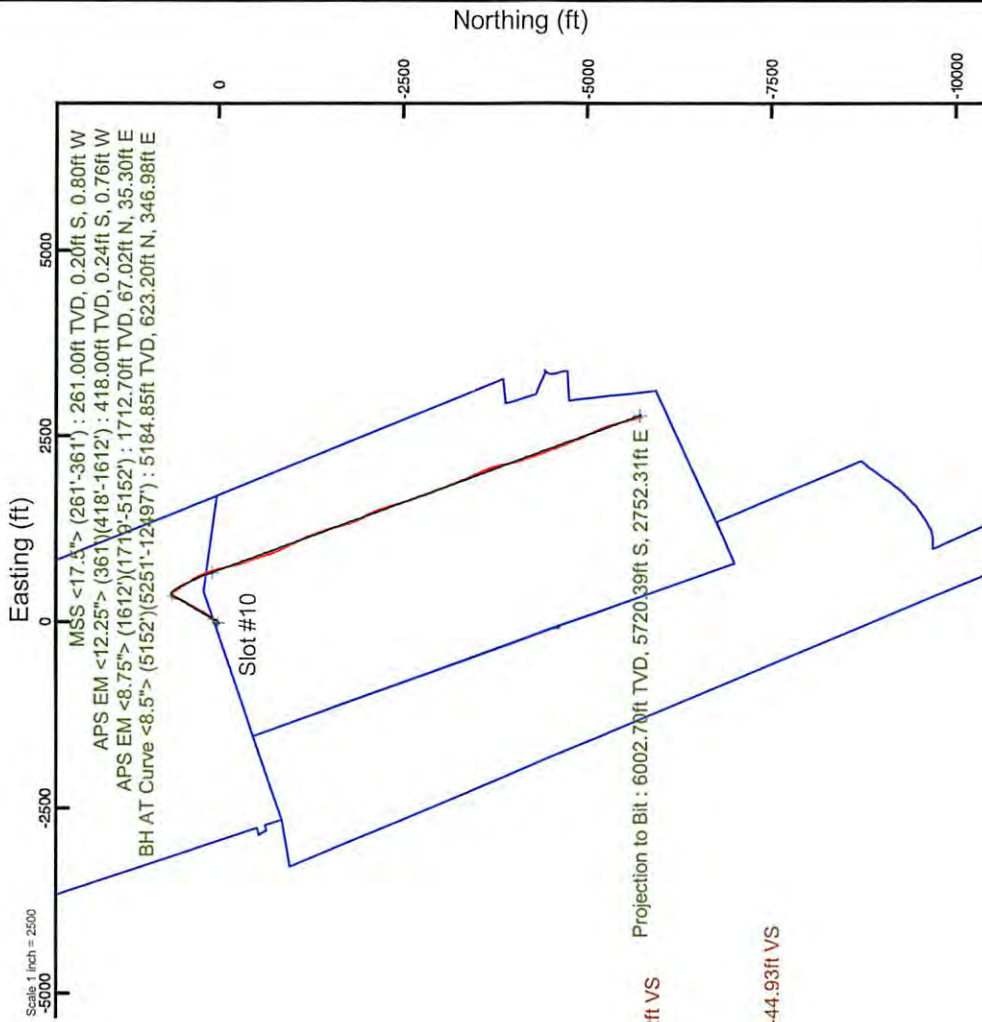 Northing (ft)
0
-2500
-5000
-7500
-10000
Easting (ft)
5000
2500
0
-2500
-5000
Scale 1 inch = 2500
MSS <17.5"> (261'-361') : 261.00ft TVD, 0.20ft S, 0.80ft W
APS EM <12.25"> (361')(418'-1612') : 418.00ft TVD, 0.24ft S, 0.76ft W
APS EM <8.75"> (1612')(1719'-5152') : 1712.70ft TVD, 67.02ft N, 35.30ft E
BH AT Curve <8.5"> (5152')(5251'-12497') : 5184.85ft TVD, 623.20ft N, 346.98ft E
Slot #10
Projection to Bit : 6002.70ft TVD, 5720.39ft S, 2752.31ft E
ft VS
-44.93ft VS